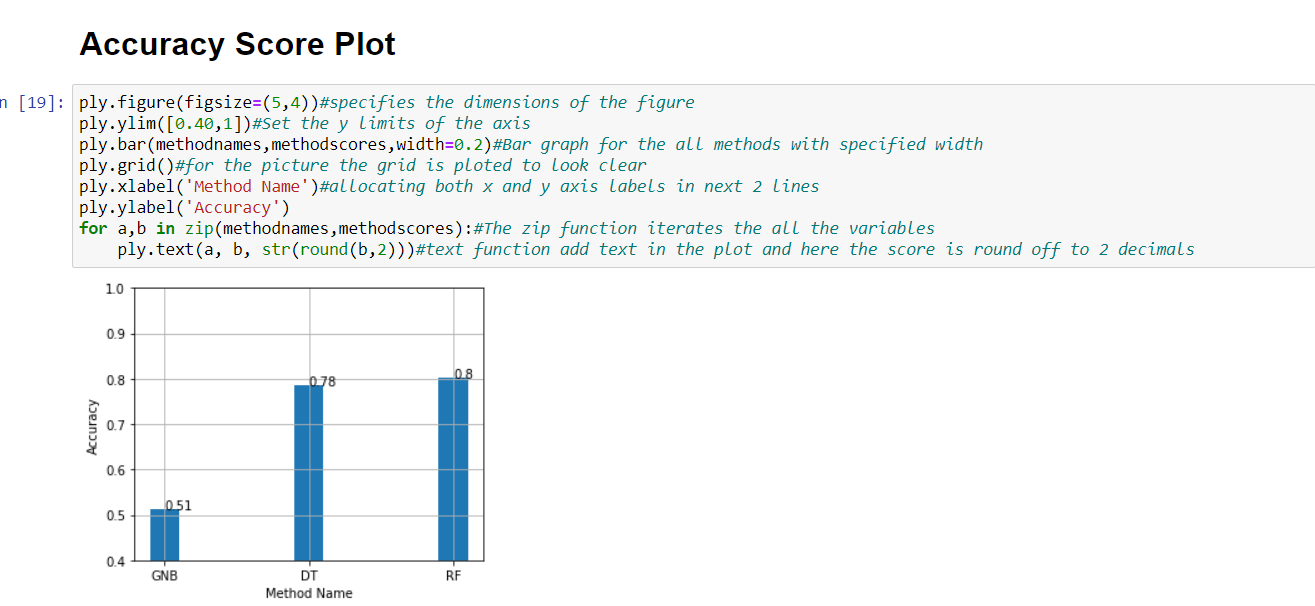 Accuracy Score Plot
n [19]:
ply.figure(figsize=(5,4))#specifies the dimensions of the figure
ply.ylim([0.40,1])#Set the y limits of the axis
ply.bar(methodnames,methodscores,width=0.2)#Bar graph for the all methods with specified width
ply.grid()#for the picture the grid is ploted to look clear
ply.xlabel('Method Name')#allocating both x and y axis labels in next 2 lines
ply.ylabel('Accuracy')
for a,b in zip(methodnames,methodscores):#The zip function iterates the all the variables
    ply.text(a, b, str(round(b,2)))#text function add text in the plot and here the score is round off to 2 decimals
1.0
0.9
0.8
0.7
0.6
0.5
0.4
Accuracy
0.51
0.78
0.8
GNB
DT
RF
Method Name